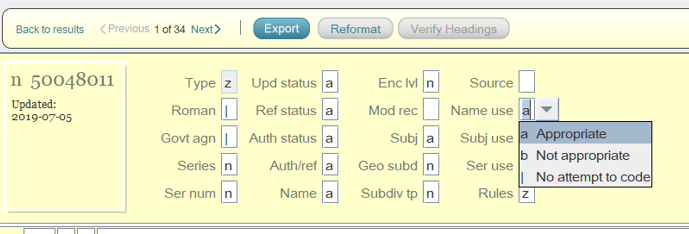 Back to results Previous 1 of 34 Next Export Reformat Verify Headings
n 50048011
Updated:
2019-07-05
Type z Upd status a Enc lvl n Source
Roman | Ref status a Mod rec Name use a
Govt agn | Auth status a Subj a Subj use
Series n Auth/ref a Geo subd n Ser use
Ser num n Name a Subdiv tp n Rules z
a Appropriate
b Not appropriate
| No attempt to code